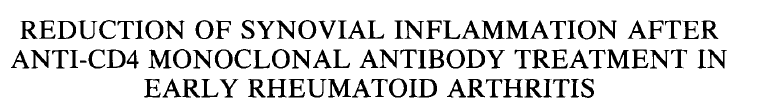 REDUCTION OF SYNOVIAL INFLAMMATION AFTER
ANTI-CD4 MONOCLONAL ANTIBODY TREATMENT IN
EARLY RHEUMATOID ARTHRITIS